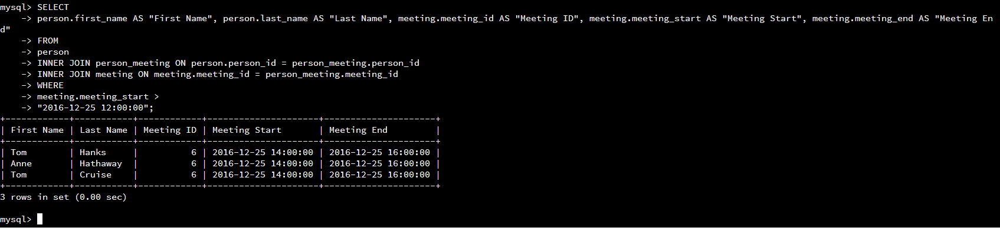 mysql> SELECT
    -> person.first_name AS "First Name", person.last_name AS "Last Name", meeting.meeting_id AS "Meeting ID", meeting.meeting_start AS "Meeting Start", meeting.meeting_end AS "Meeting En
d"
    -> FROM
    -> person
    -> INNER JOIN person_meeting ON person.person_id = person_meeting.person_id
    -> INNER JOIN meeting ON meeting.meeting_id = person_meeting.meeting_id
    -> WHERE
    -> meeting.meeting_start >
    -> "2016-12-25 12:00:00";
+------------+-----------+------------+---------------------+---------------------+
| First Name | Last Name | Meeting ID | Meeting Start       | Meeting End         |
+------------+-----------+------------+---------------------+---------------------+
| Tom        | Hanks     |          6 | 2016-12-25 14:00:00 | 2016-12-25 16:00:00 |
| Anne       | Hathaway  |          6 | 2016-12-25 14:00:00 | 2016-12-25 16:00:00 |
| Tom        | Cruise    |          6 | 2016-12-25 14:00:00 | 2016-12-25 16:00:00 |
+------------+-----------+------------+---------------------+---------------------+
3 rows in set (0.00 sec)

mysql>